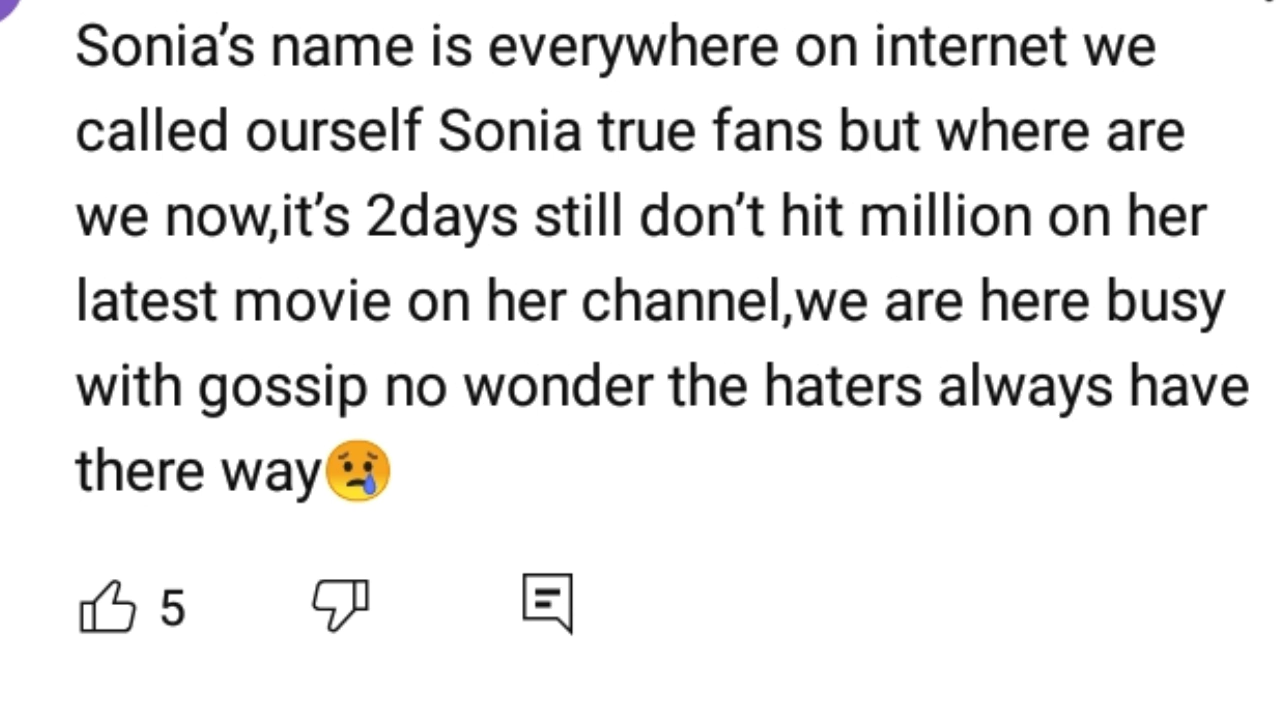 Sonia’s name is everywhere on internet we
called ourself Sonia true fans but where are
we now,it’s 2days still don’t hit million on her
latest movie on her channel,we are here busy
with gossip no wonder the haters always have
there way😢
5